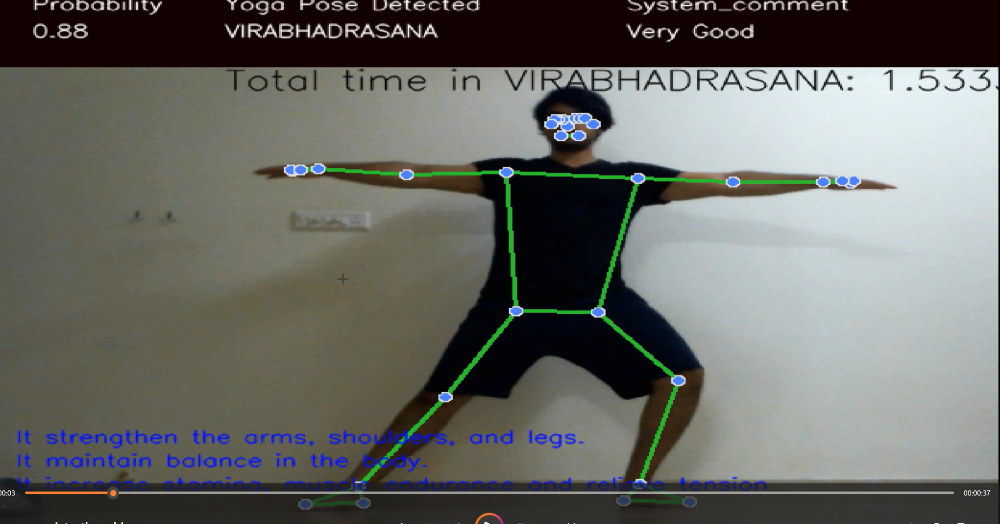 Probability Yoga Pose Detected System_comment
0.88 VIRABHADRASANA Very Good
Total time in VIRABHADRASANA: 1.533
It strengthen the arms, shoulders, and legs.
It maintain balance in the body.
It increase stamina, muscle endurance and relieve tension
00:03 00:00:37